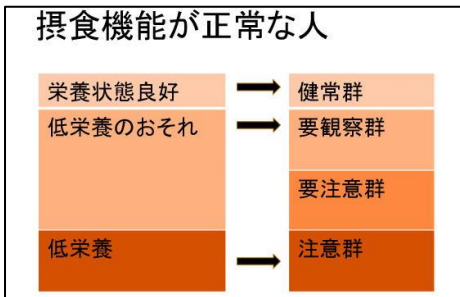 摂食機能が正常な人
栄養状態良好
健常群
低栄養のおそれ
要観察群
要注意群
低栄養
注意群